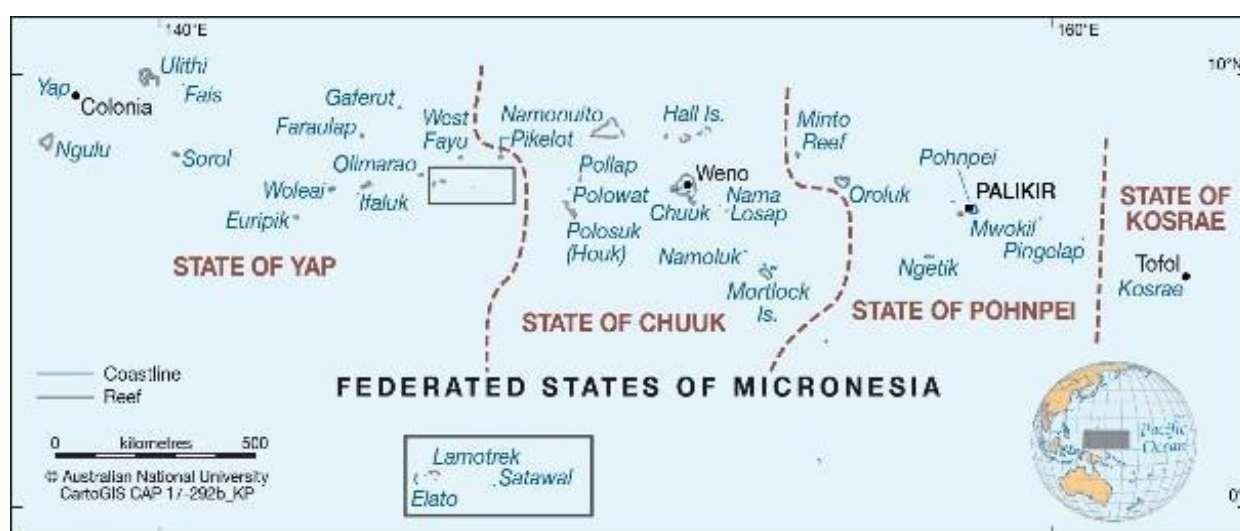 140°E
160°E
10°N
Ulithi
Yap
Colonia
Fais
Gaferut
Faraulap
West
Fayu
Namonuito
Pikelot
Hall Is.
Minto
Reef
Ngulu
Sorol
Olimarao
Woleai
Ifaluk
Euripik
Pollap
Polowat
Polosuk
(Houk)
Weno
Chuuk
Nama
Losap
Namoluk
Mortlock
Is.
Oroluk
Pohnpei
PALIKIR
Mwokil
Pingelap
Ngetik
STATE OF
KOSRAE
Tofol
Kosrae
STATE OF YAP
STATE OF CHUUK
STATE OF POHNPEI
FEDERATED STATES OF MICRONESIA
Coastline
Reef
0 kilometres 500
© Australian National University
CartoGIS CAP 17-292b_KP
Lamotrek
Satawal
Elato
Pacific
Ocean
0°